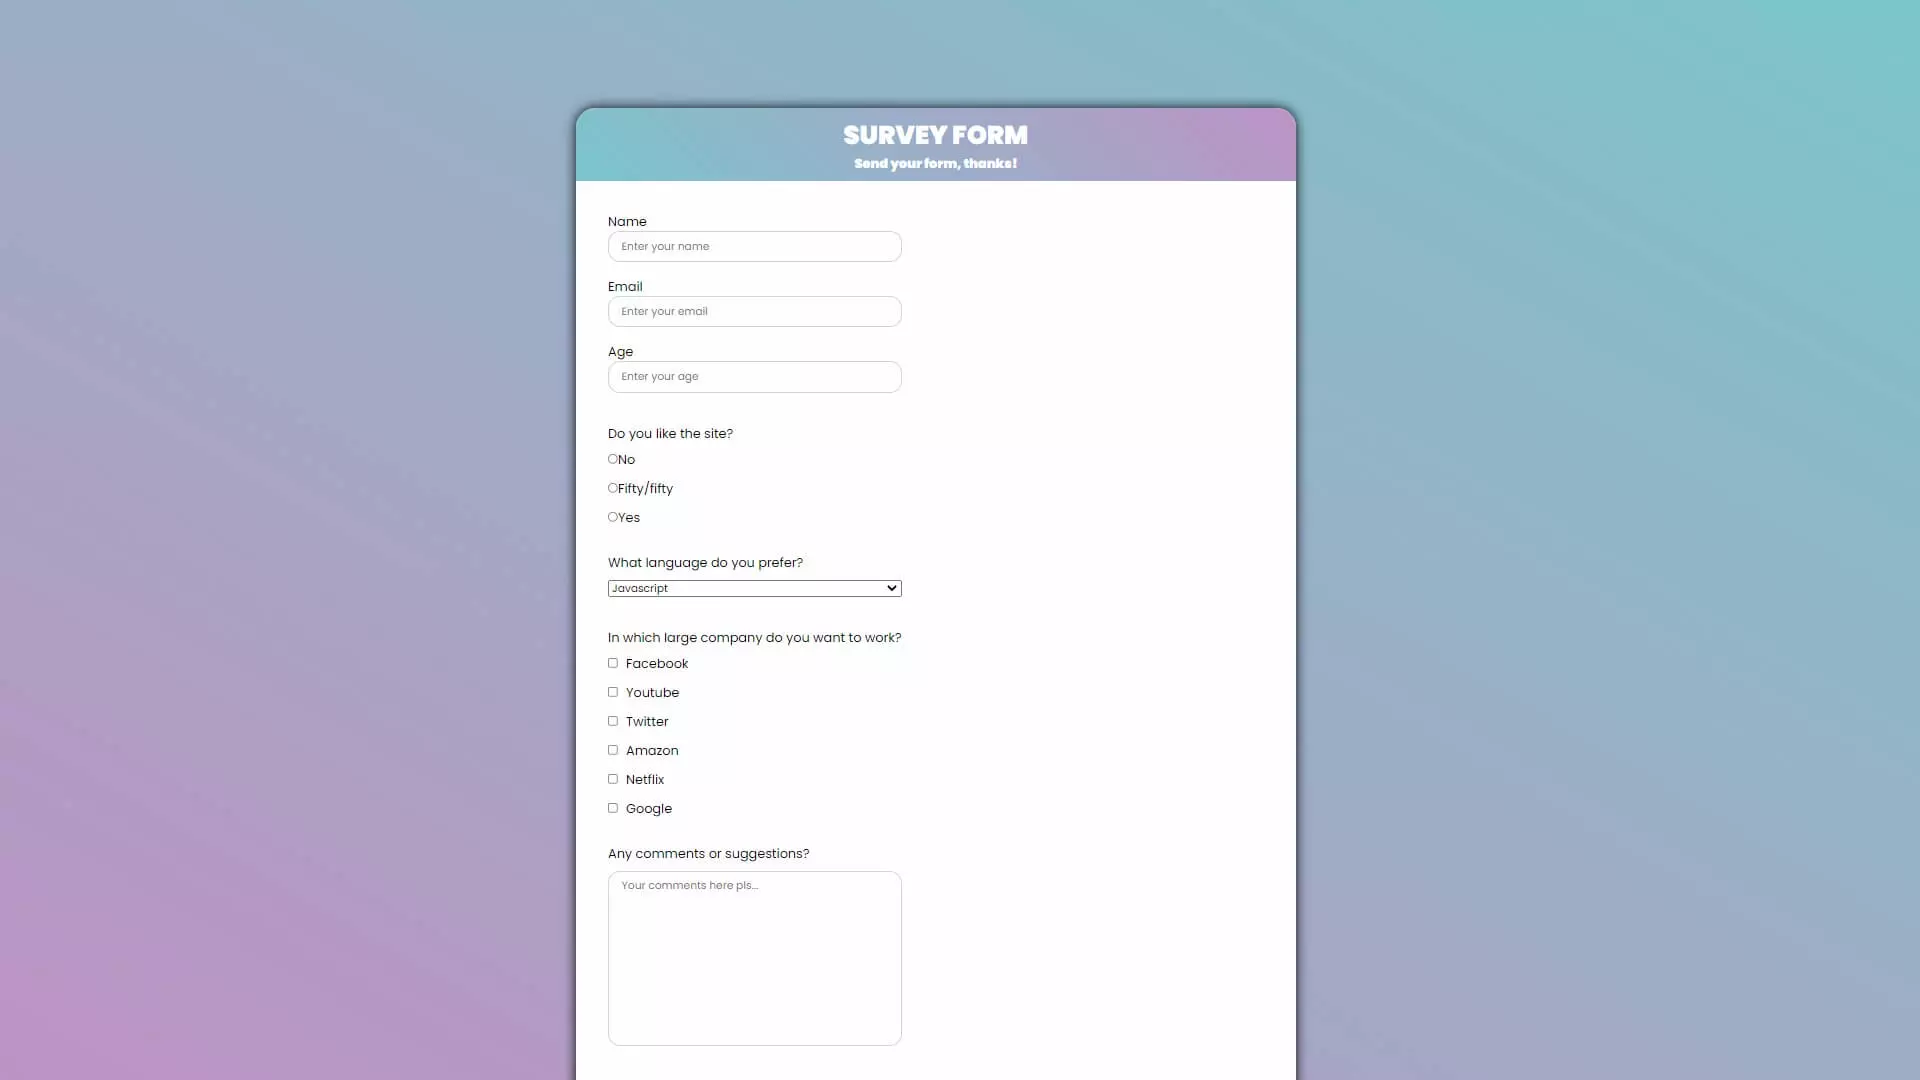 SURVEY FORM
Send your form, thanks!
Name
Enter your name
Email
Enter your email
Age
Enter your age
Do you like the site?
No
Fifty/fifty
Yes
What language do you prefer?
Javascript
In which large company do you want to work?
Facebook
Youtube
Twitter
Amazon
Netflix
Google
Any comments or suggestions?
Your comments here pls...